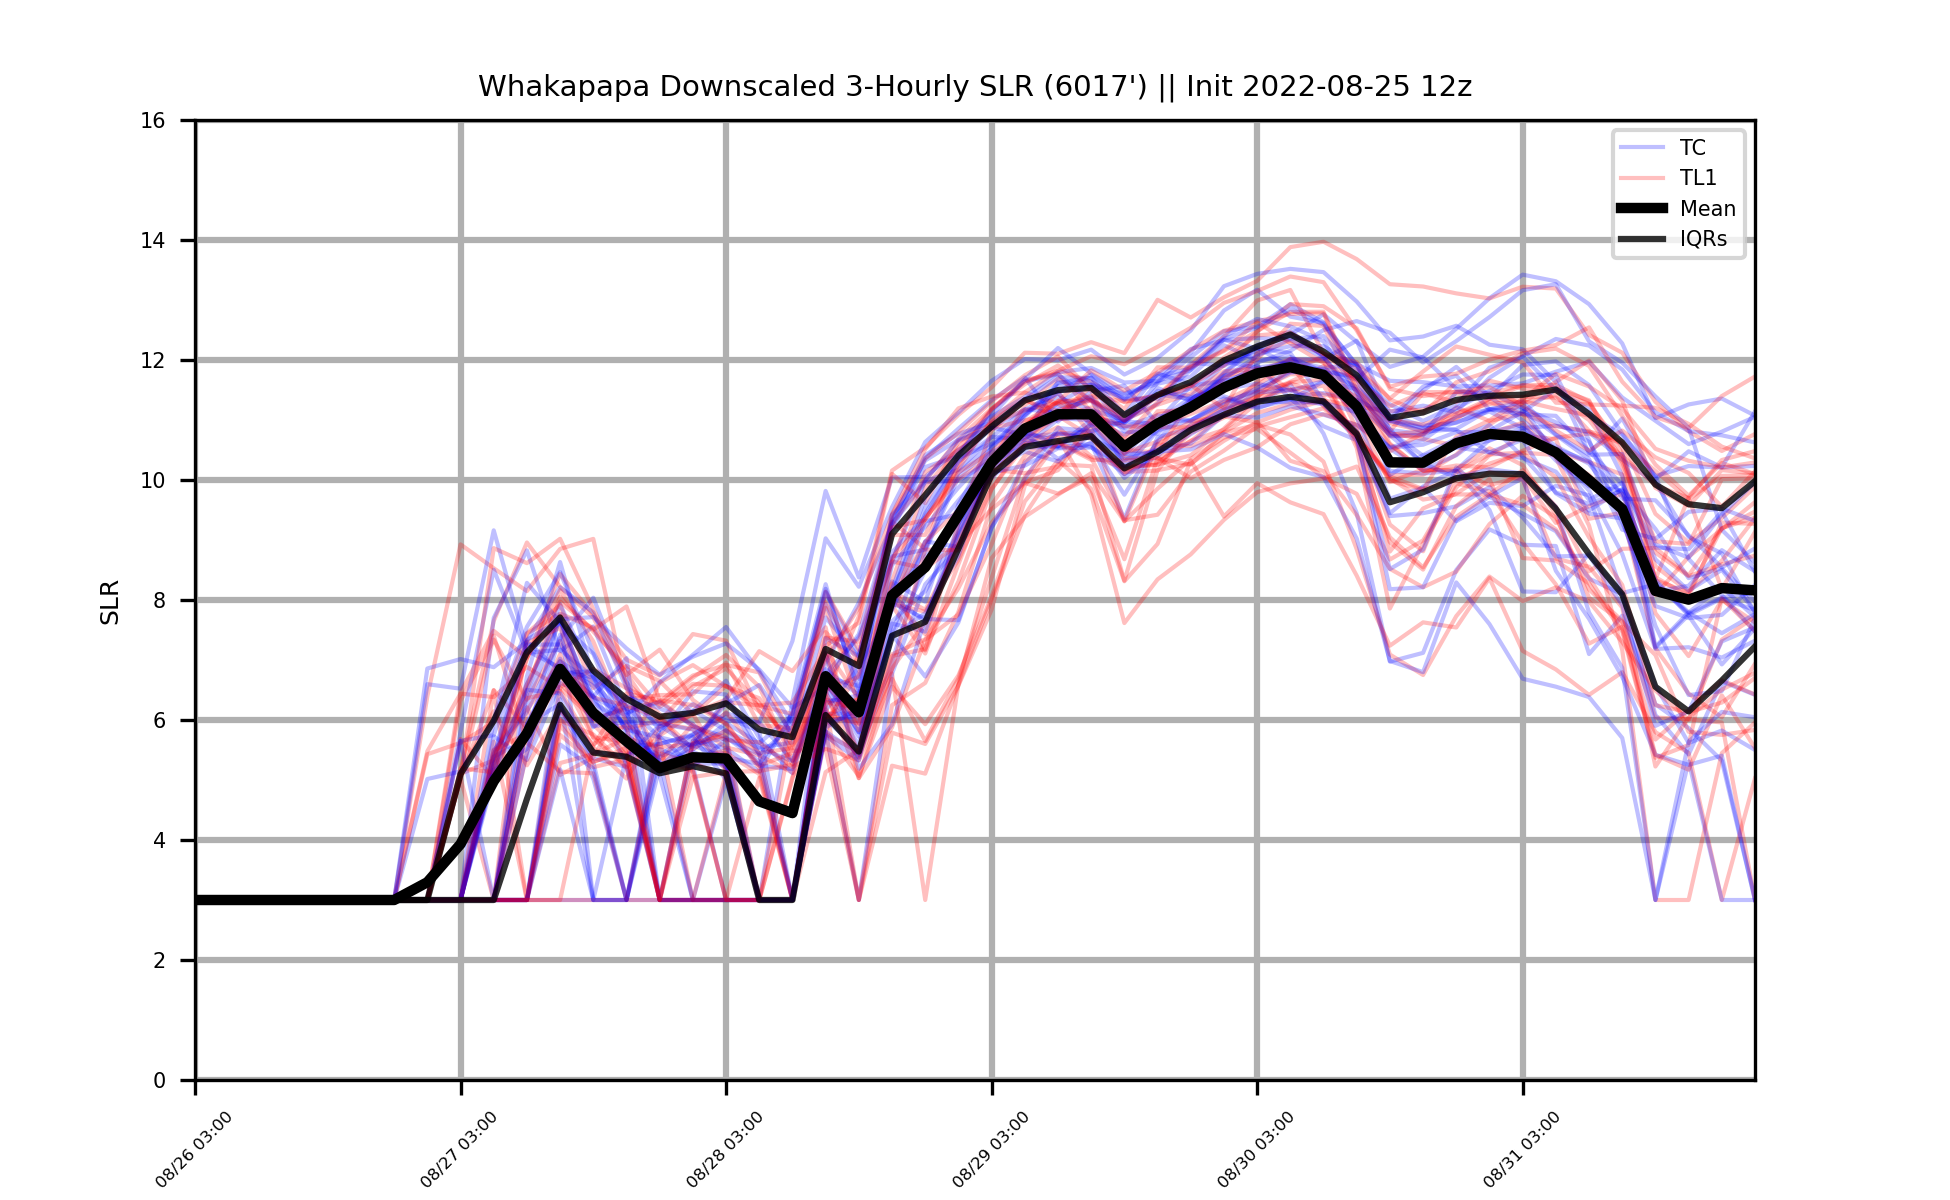 Whakapapa Downscaled 3-Hourly SLR (6017') || Init 2022-08-25 12z
TC
TL1
Mean
IQRs
SLR
16
14
12
10
8
6
4
2
0
08/26 03:00
08/27 03:00
08/28 03:00
08/29 03:00
08/30 03:00
08/31 03:00